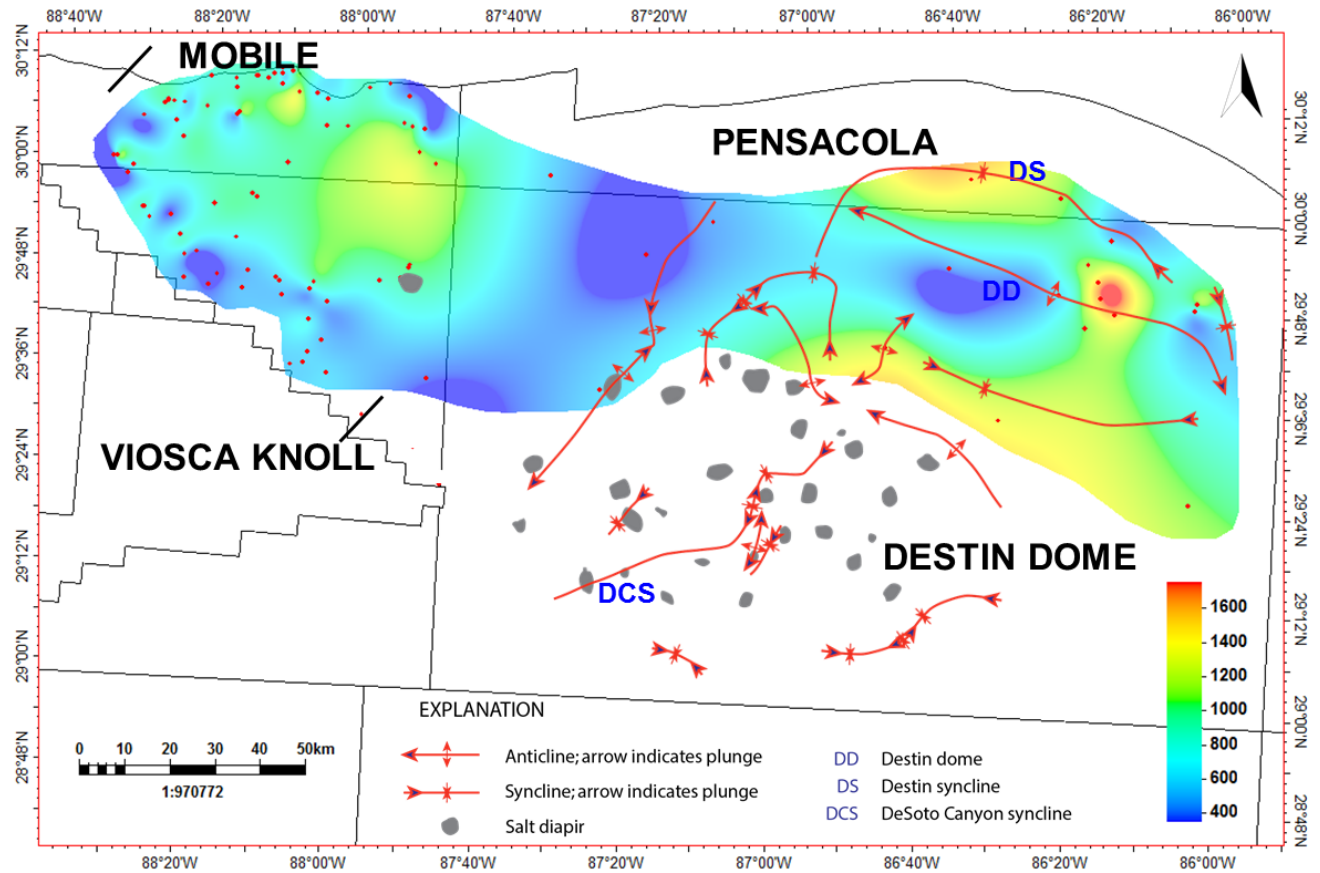 88°40'W 88°20'W 88°00'W 87°40'W 87°20'W 87°00'W 86°40'W 86°20'W 86°00'W
30°12'N
30°00'N
29°48'N
29°36'N
29°24'N
29°12'N
29°00'N
28°48'N
MOBILE
PENSACOLA
DS
DD
VIOSCA KNOLL
DESTIN DOME
DCS
30°12'N
30°00'N
29°48'N
29°36'N
29°24'N
29°12'N
29°00'N
28°48'N
1600
1400
1200
1000
800
600
400
EXPLANATION
Anticline; arrow indicates plunge
Syncline; arrow indicates plunge
Salt diapir
DD Destin dome
DS Destin syncline
DCS DeSoto Canyon syncline
0 10 20 30 40 50km
1:970772
88°20'W 88°00'W 87°40'W 87°20'W 87°00'W 86°40'W 86°20'W 86°00'W